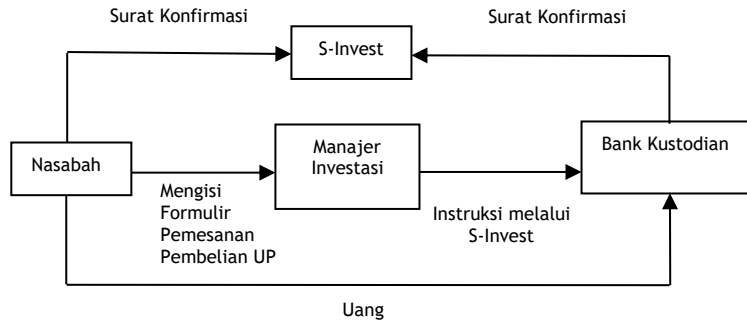 Surat Konfirmasi
Surat Konfirmasi
S-Invest
Nasabah
Manajer
Investasi
Bank Kustodian
Mengisi
Formulir
Pemesanan
Pembelian UP
Instruksi melalui
S-Invest
Uang